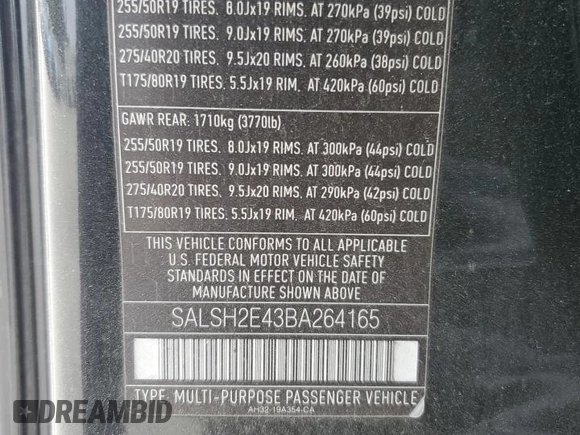 255/50R19 TIRES. 8.0Jx19 RIMS. AT 270kPa (39psi) COLD
255/50R19 TIRES. 9.0Jx19 RIMS. AT 270kPa (39psi) COLD
275/40R20 TIRES. 9.5Jx20 RIMS. AT 260kPa (38psi) COLD
T175/80R19 TIRES. 5.5Jx19 RIM, AT 420kPa (60psi) COLD
GAWR REAR: 1710kg (3770lb)
255/50R19 TIRES. 8.0Jx19 RIMS. AT 300kPa (44psi) COLD
255/50R19 TIRES. 9.0Jx19 RIMS. AT 300kPa (44psi) COLD
275/40R20 TIRES. 9.5Jx20 RIMS. AT 290kPa (42psi) COLD
T175/80R19 TIRES. 5.5Jx19 RIM, AT 420kPa (60psi) COLD
THIS VEHICLE CONFORMS TO ALL APPLICABLE
U.S. FEDERAL MOTOR VEHICLE SAFETY
STANDARDS IN EFFECT ON THE DATE OF
MANUFACTURE SHOWN ABOVE
SALSH2E43BA264165
TYPE: MULTI-PURPOSE PASSENGER VEHICLE
AH32-19A354-CA
DREAMBID